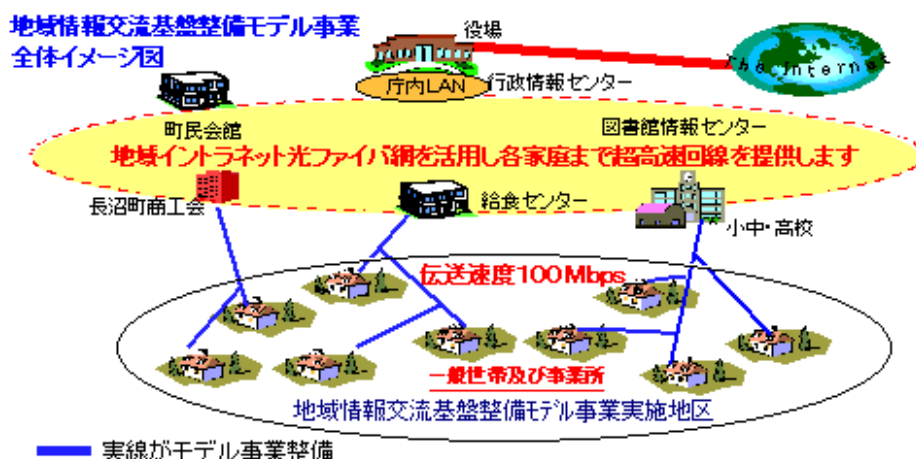 地域情報交流基盤整備モデル事業
全体イメージ図
役場
The Internet
庁内LAN
行政情報センター
町民会館
図書館情報センター
地域イントラネット光ファイバ網を活用し各家庭まで超高速回線を提供します
長沼町商工会
給食センター
小中・高校
伝送速度100Mbps
一般世帯及び事業所
地域情報交流基盤整備モデル事業実施地区
実線がモデル事業整備